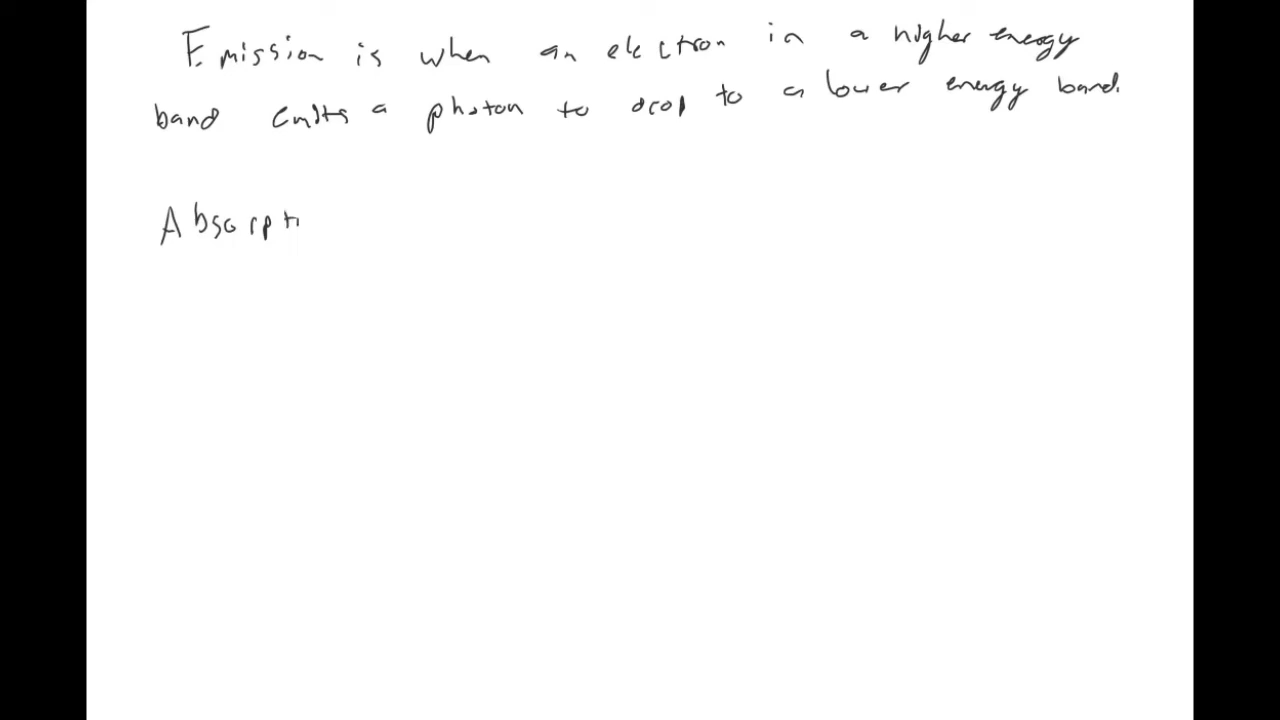 Emission is when an electron in a higher energy
band emits a photon to drop to a lower energy band.
Absorpti